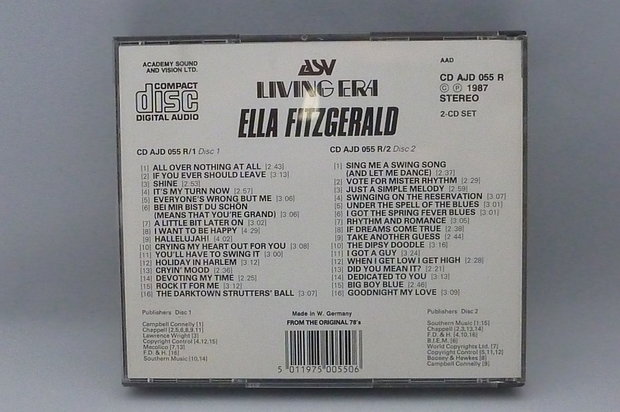 ACADEMY SOUND
AND VISION LTD.
COMPACT
disc
DIGITAL AUDIO
ASV
LIVING ERA
ELLA FITZGERALD
AAD
CD AJD 055 R
© ℗ 1987
STEREO
2-CD SET
CD AJD 055 R/1 Disc 1
[1] ALL OVER NOTHING AT ALL [2:43]
[2] IF YOU EVER SHOULD LEAVE [3:13]
[3] SHINE [2:53]
[4] IT'S MY TURN NOW [2:57]
[5] EVERYONE'S WRONG BUT ME [3:06]
[6] BEI MIR BIST DU SCHÖN
(MEANS THAT YOU'RE GRAND) [3:06]
[7] A LITTLE BIT LATER ON [3:02]
[8] I WANT TO BE HAPPY [4:29]
[9] HALLELUJAH! [4:02]
[10] CRYING MY HEART OUT FOR YOU [3:08]
[11] YOU'LL HAVE TO SWING IT [3:00]
[12] HOLIDAY IN HARLEM [3:12]
[13] CRYIN' MOOD [2:36]
[14] DEVOTING MY TIME [2:25]
[15] ROCK IT FOR ME [3:12]
[16] THE DARKTOWN STRUTTERS' BALL [3:07]
CD AJD 055 R/2 Disc 2
[1] SING ME A SWING SONG
(AND LET ME DANCE) [2:37]
[2] VOTE FOR MISTER RHYTHM [2:29]
[3] JUST A SIMPLE MELODY [2:59]
[4] SWINGING ON THE RESERVATION [3:07]
[5] UNDER THE SPELL OF THE BLUES [3:01]
[6] I GOT THE SPRING FEVER BLUES [3:01]
[7] RHYTHM AND ROMANCE [3:01]
[8] IF DREAMS COME TRUE [2:38]
[9] TAKE ANOTHER GUESS [2:44]
[10] THE DIPSY DOODLE [3:16]
[11] I GOT A GUY [3:24]
[12] WHEN I GET LOW I GET HIGH [2:28]
[13] DID YOU MEAN IT? [2:21]
[14] DEDICATED TO YOU [3:13]
[15] BIG BOY BLUE [2:46]
[16] GOODNIGHT MY LOVE [3:09]
Publishers Disc 1
Campbell Connelly [1]
Chappell [2,5,6,8,9,11]
Lawrence Wright [3]
Copyright Control [4,12,15]
Mecolico [7,13]
F.D. & H. [16]
Southern Music [10,14]
Made in W. Germany
FROM THE ORIGINAL 78's
5 011975 005506
Publishers Disc 2
Southern Music [1,15]
Chappell [2,3,13,14]
F.D. & H. [4,10,16]
B.I.E.M. [6]
World Copyrights Ltd. [7]
Copyright Control [5,11,12]
Boosey & Hawkes [8]
Campbell Connelly [9]